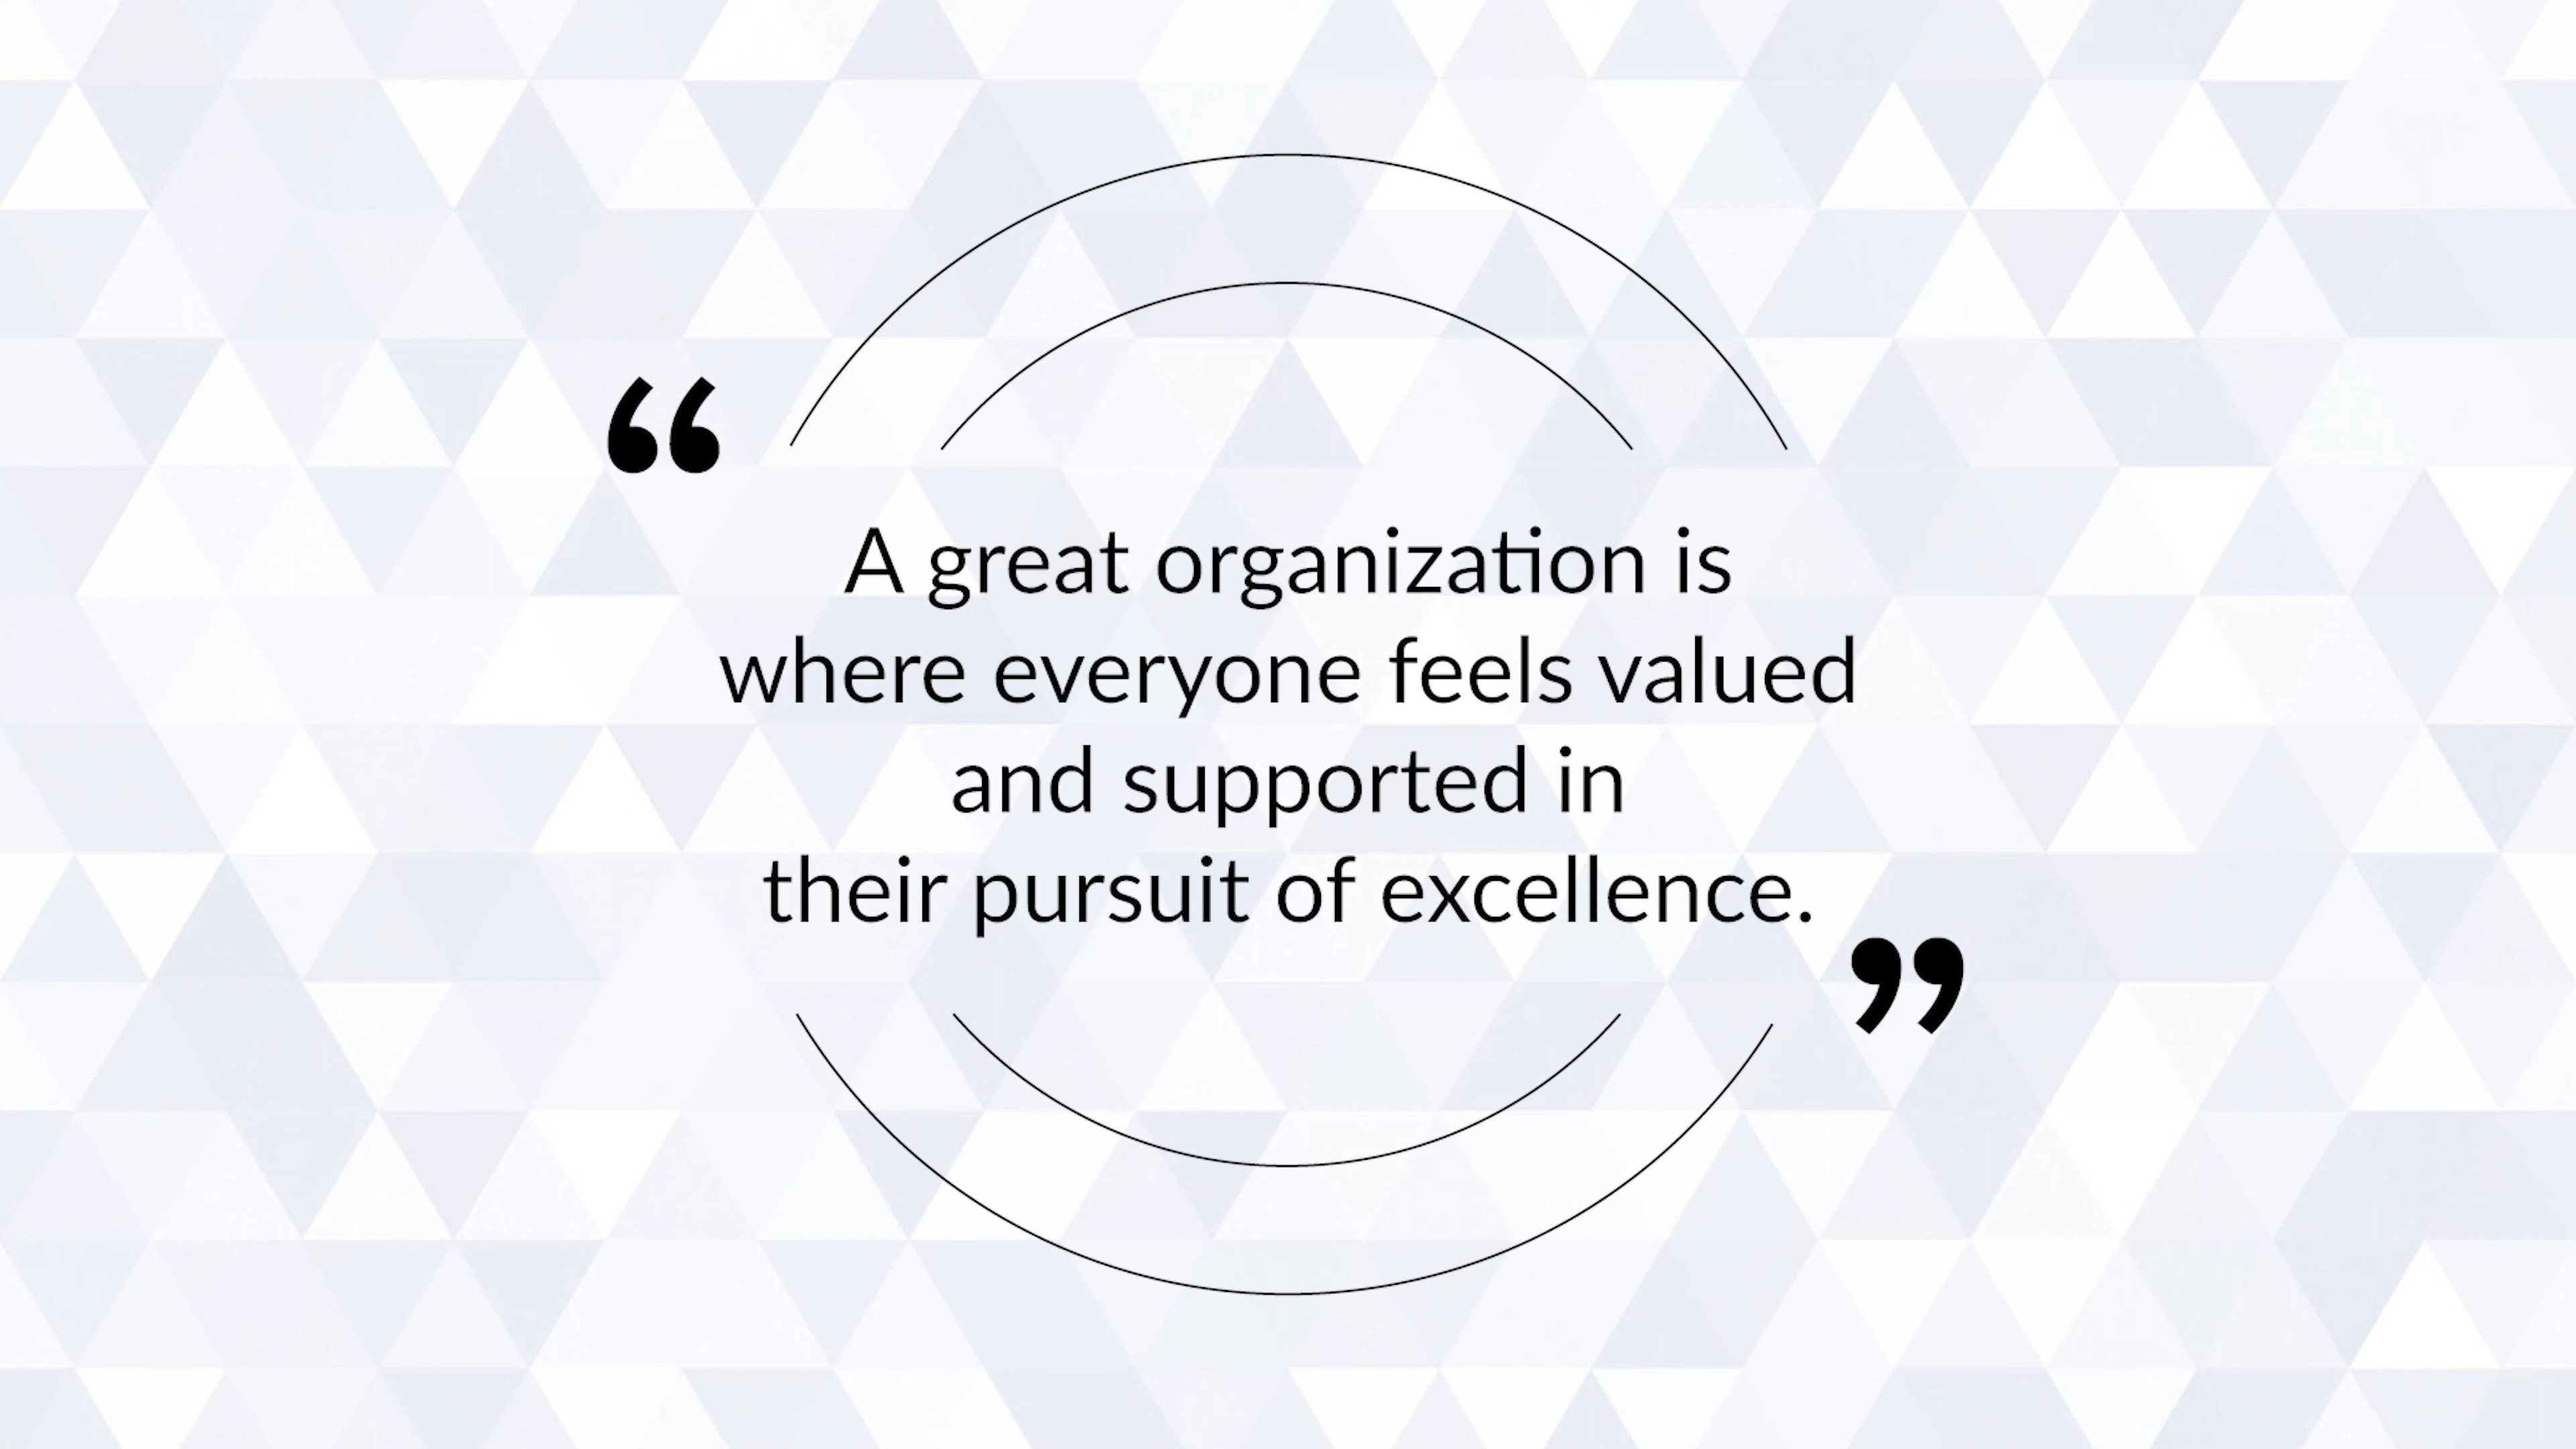 “
A great organization is
where everyone feels valued
and supported in
their pursuit of excellence.
”